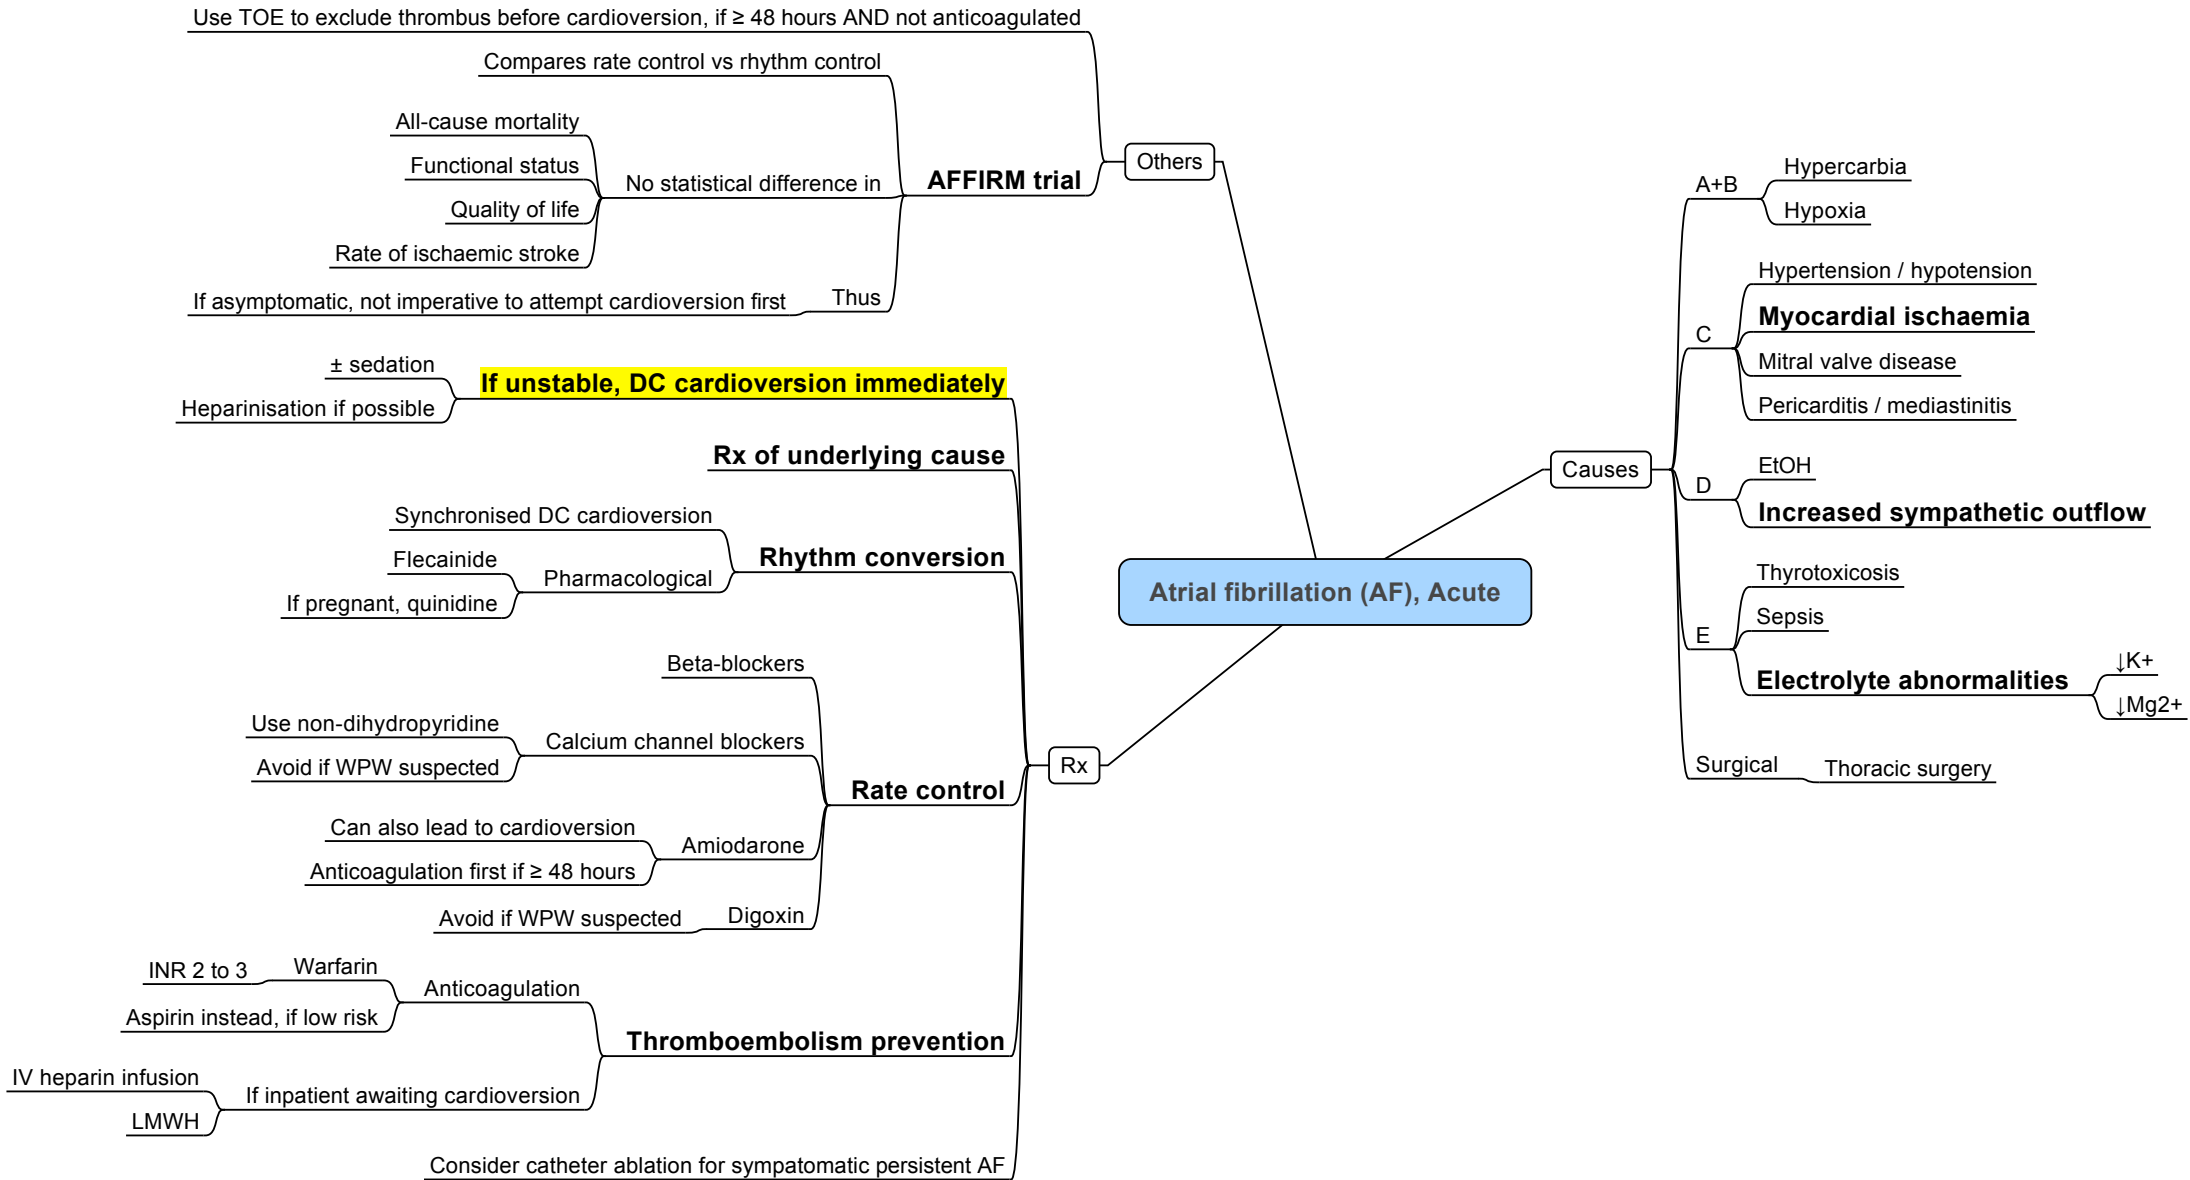 Atrial fibrillation (AF), Acute
Causes
A+B
Hypercarbia
Hypoxia
C
Hypertension / hypotension
Myocardial ischaemia
Mitral valve disease
Pericarditis / mediastinitis
D
EtOH
Increased sympathetic outflow
E
Thyrotoxicosis
Sepsis
Electrolyte abnormalities
↓K+
↓Mg2+
Surgical
Thoracic surgery
Others
Use TOE to exclude thrombus before cardioversion, if ≥ 48 hours AND not anticoagulated
AFFIRM trial
Compares rate control vs rhythm control
No statistical difference in
All-cause mortality
Functional status
Quality of life
Rate of ischaemic stroke
Thus
If asymptomatic, not imperative to attempt cardioversion first
Rx
If unstable, DC cardioversion immediately
± sedation
Heparinisation if possible
Rx of underlying cause
Rhythm conversion
Synchronised DC cardioversion
Pharmacological
Flecainide
If pregnant, quinidine
Rate control
Beta-blockers
Calcium channel blockers
Use non-dihydropyridine
Avoid if WPW suspected
Amiodarone
Can also lead to cardioversion
Anticoagulation first if ≥ 48 hours
Digoxin
Avoid if WPW suspected
Thromboembolism prevention
Anticoagulation
Warfarin
INR 2 to 3
Aspirin instead, if low risk
If inpatient awaiting cardioversion
IV heparin infusion
LMWH
Consider catheter ablation for sympatomatic persistent AF